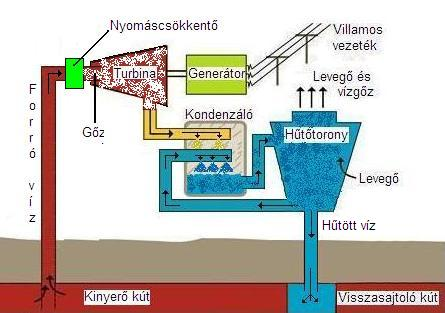 Nyomáscsökkentő
Villamos
vezeték
Turbina
Generátor
Levegő és
vízgőz
Forró víz
Gőz
Kondenzáló
Hűtőtorony
Levegő
Hűtött víz
Kinyerő kút
Visszasajtoló kút